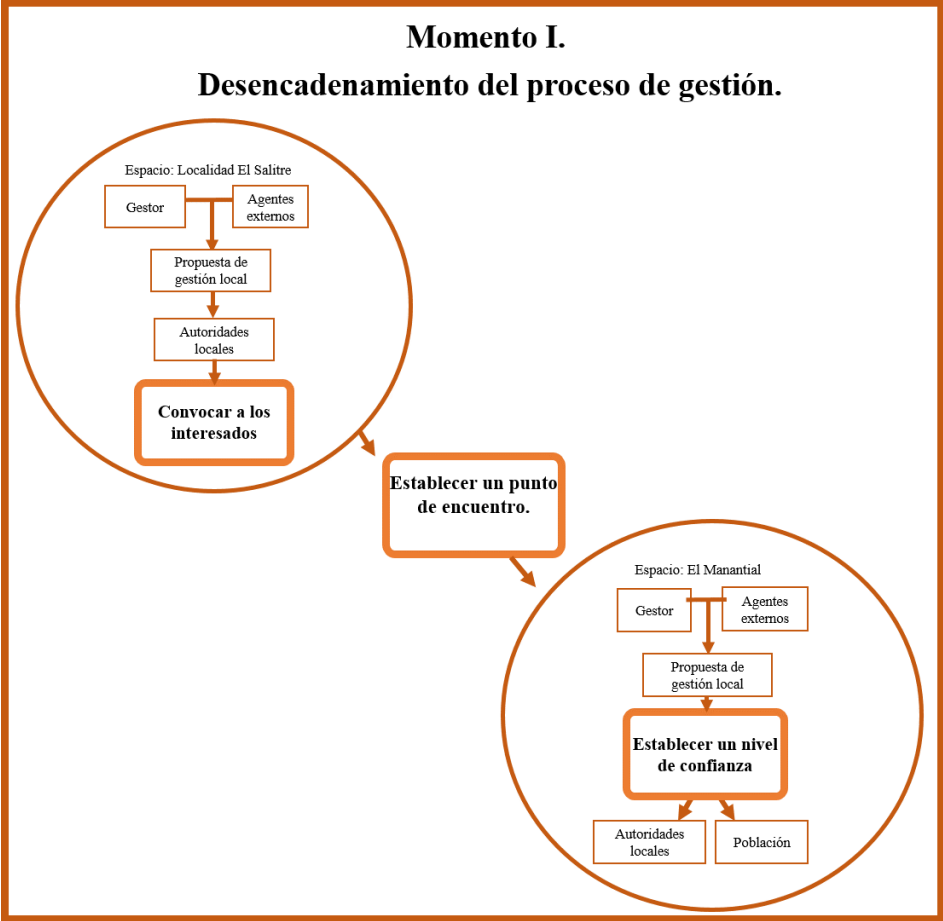 Momento I.
Desencadenamiento del proceso de gestión.
Espacio: Localidad El Salitre
Gestor
Agentes
externos
Propuesta de
gestión local
Autoridades
locales
Convocar a los
interesados
Establecer un punto
de encuentro.
Espacio: El Manantial
Gestor
Agentes
externos
Propuesta de
gestión local
Establecer un nivel
de confianza
Autoridades
locales
Población